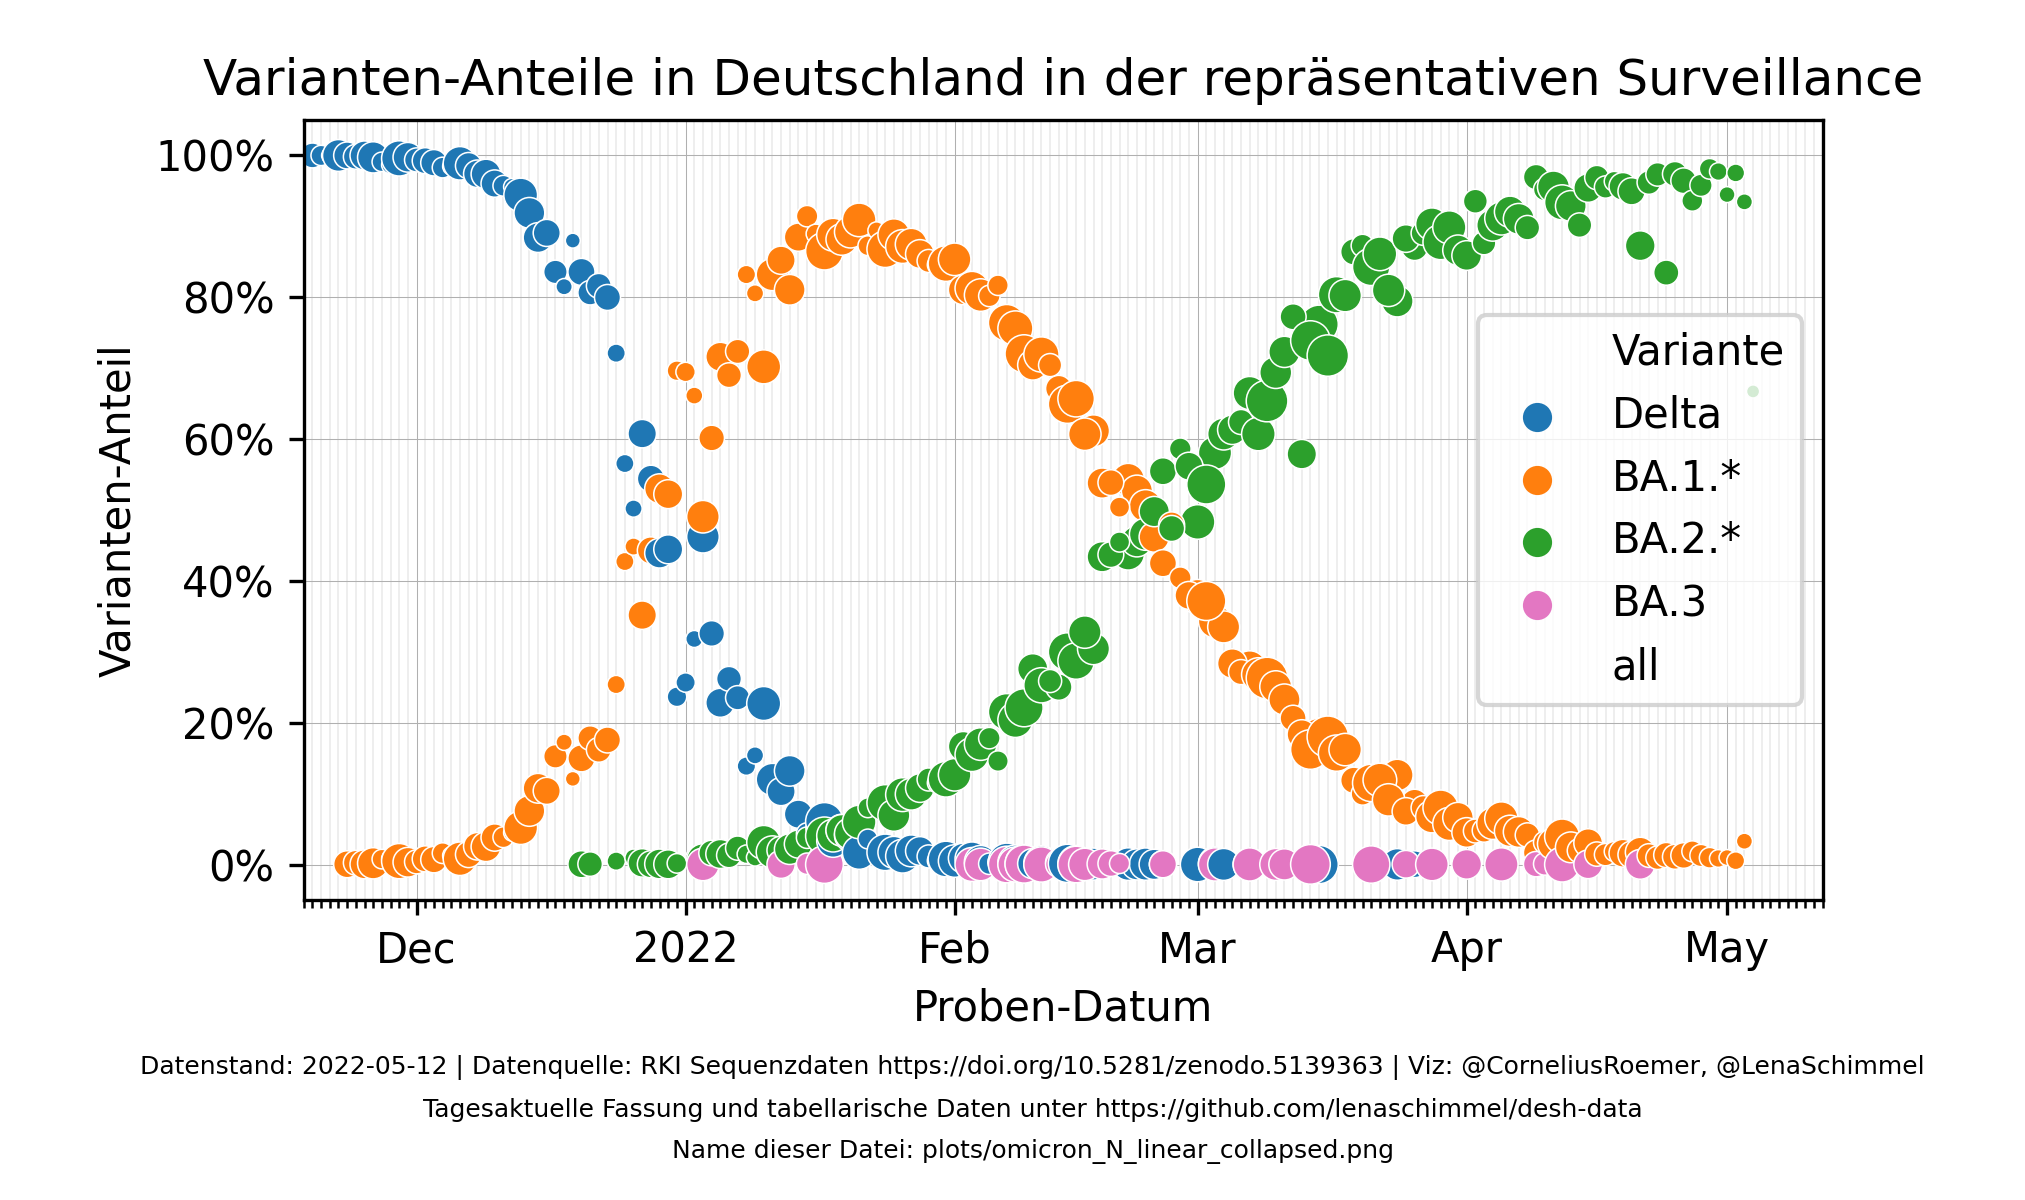 Varianten-Anteile in Deutschland in der repräsentativen Surveillance
100%
80%
60%
40%
20%
0%
Varianten-Anteil
Variante
Delta
BA.1.*
BA.2.*
BA.3
all
Dec 2022 Feb Mar Apr May
Proben-Datum
Datenstand: 2022-05-12 | Datenquelle: RKI Sequenzdaten https://doi.org/10.5281/zenodo.5139363 | Viz: @CorneliusRoemer, @LenaSchimmel
Tagesaktuelle Fassung und tabellarische Daten unter https://github.com/lenaschimmel/desh-data
Name dieser Datei: plots/omicron_N_linear_collapsed.png